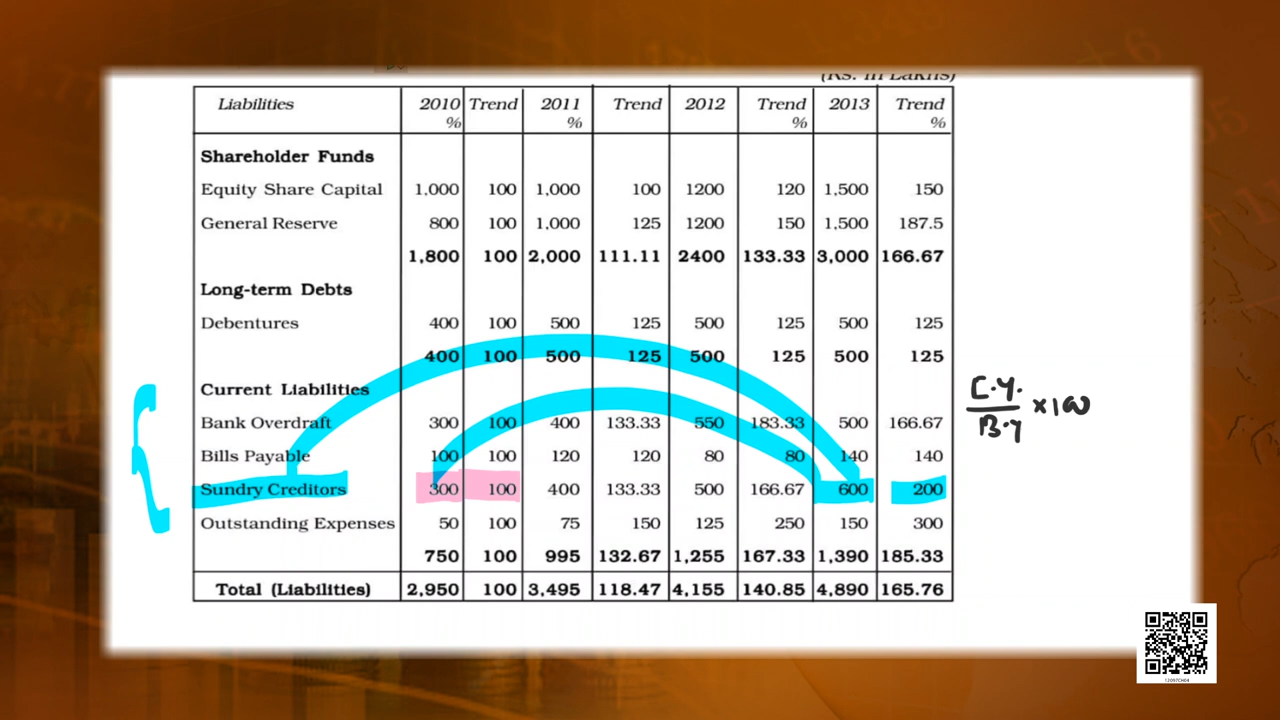 (Rs. in Lakhs)
Liabilities 2010 Trend 2011 Trend 2012 Trend 2013 Trend
% % % %
Shareholder Funds
Equity Share Capital 1,000 100 1,000 100 1200 120 1,500 150
General Reserve 800 100 1,000 125 1200 150 1,500 187.5
1,800 100 2,000 111.11 2400 133.33 3,000 166.67
Long-term Debts
Debentures 400 100 500 125 500 125 500 125
400 100 500 125 500 125 500 125
Current Liabilities
Bank Overdraft 300 100 400 133.33 550 183.33 500 166.67
Bills Payable 100 100 120 120 80 80 140 140
Sundry Creditors 300 100 400 133.33 500 166.67 600 200
Outstanding Expenses 50 100 75 150 125 250 150 300
750 100 995 132.67 1,255 167.33 1,390 185.33
Total (Liabilities) 2,950 100 3,495 118.47 4,155 140.85 4,890 165.76
C.Y.
B.Y
×100
12097CH04